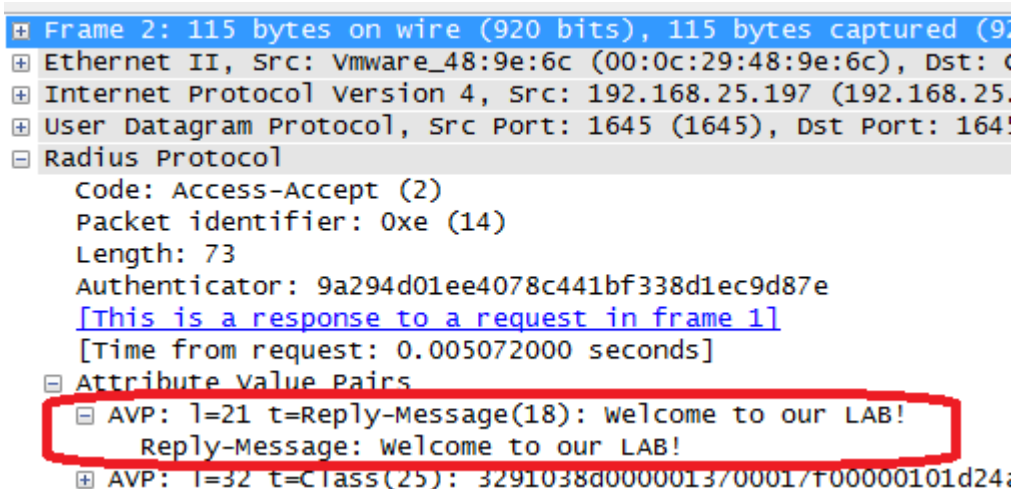 Frame 2: 115 bytes on wire (920 bits), 115 bytes captured (92
Ethernet II, Src: Vmware_48:9e:6c (00:0c:29:48:9e:6c), Dst:
Internet Protocol Version 4, Src: 192.168.25.197 (192.168.25.
User Datagram Protocol, Src Port: 1645 (1645), Dst Port: 1645
Radius Protocol
Code: Access-Accept (2)
Packet identifier: 0xe (14)
Length: 73
Authenticator: 9a294d01ee4078c441bf338d1ec9d87e
[This is a response to a request in frame 1]
[Time from request: 0.005072000 seconds]
Attribute Value Pairs
AVP: l=21 t=Reply-Message(18): Welcome to our LAB!
Reply-Message: Welcome to our LAB!
AVP: l=32 t=Class(25): 3291038d0000013700017f00000101d24a